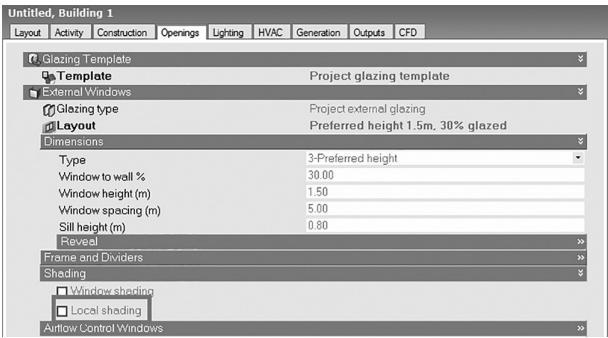 Untitled, Building 1
Layout Activity Construction Openings Lighting HVAC Generation Outputs CFD
Glazing Template
Template Project glazing template
External Windows
Glazing type Project external glazing
Layout Preferred height 1.5m, 30% glazed
Dimensions
Type 3-Preferred height
Window to wall % 30.00
Window height (m) 1.50
Window spacing (m) 5.00
Sill height (m) 0.80
Reveal
Frame and Dividers
Shading
Window shading
Local shading
Airflow Control Windows